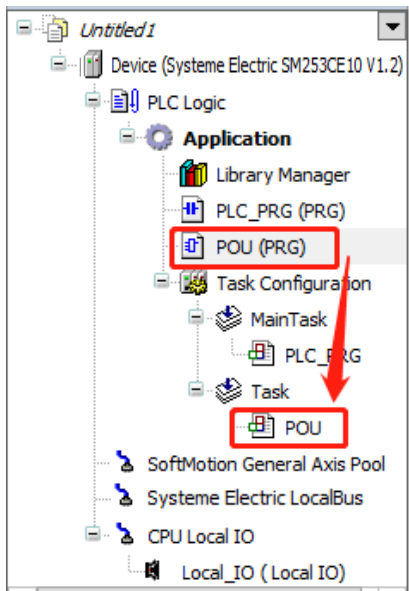 Untitled1
Device (Systeme Electric SM253CE10 V1.2)
PLC Logic
Application
Library Manager
PLC_PRG (PRG)
POU (PRG)
Task Configuration
MainTask
PLC_PRG
Task
POU
SoftMotion General Axis Pool
Systeme Electric LocalBus
CPU Local IO
Local_IO (Local IO)